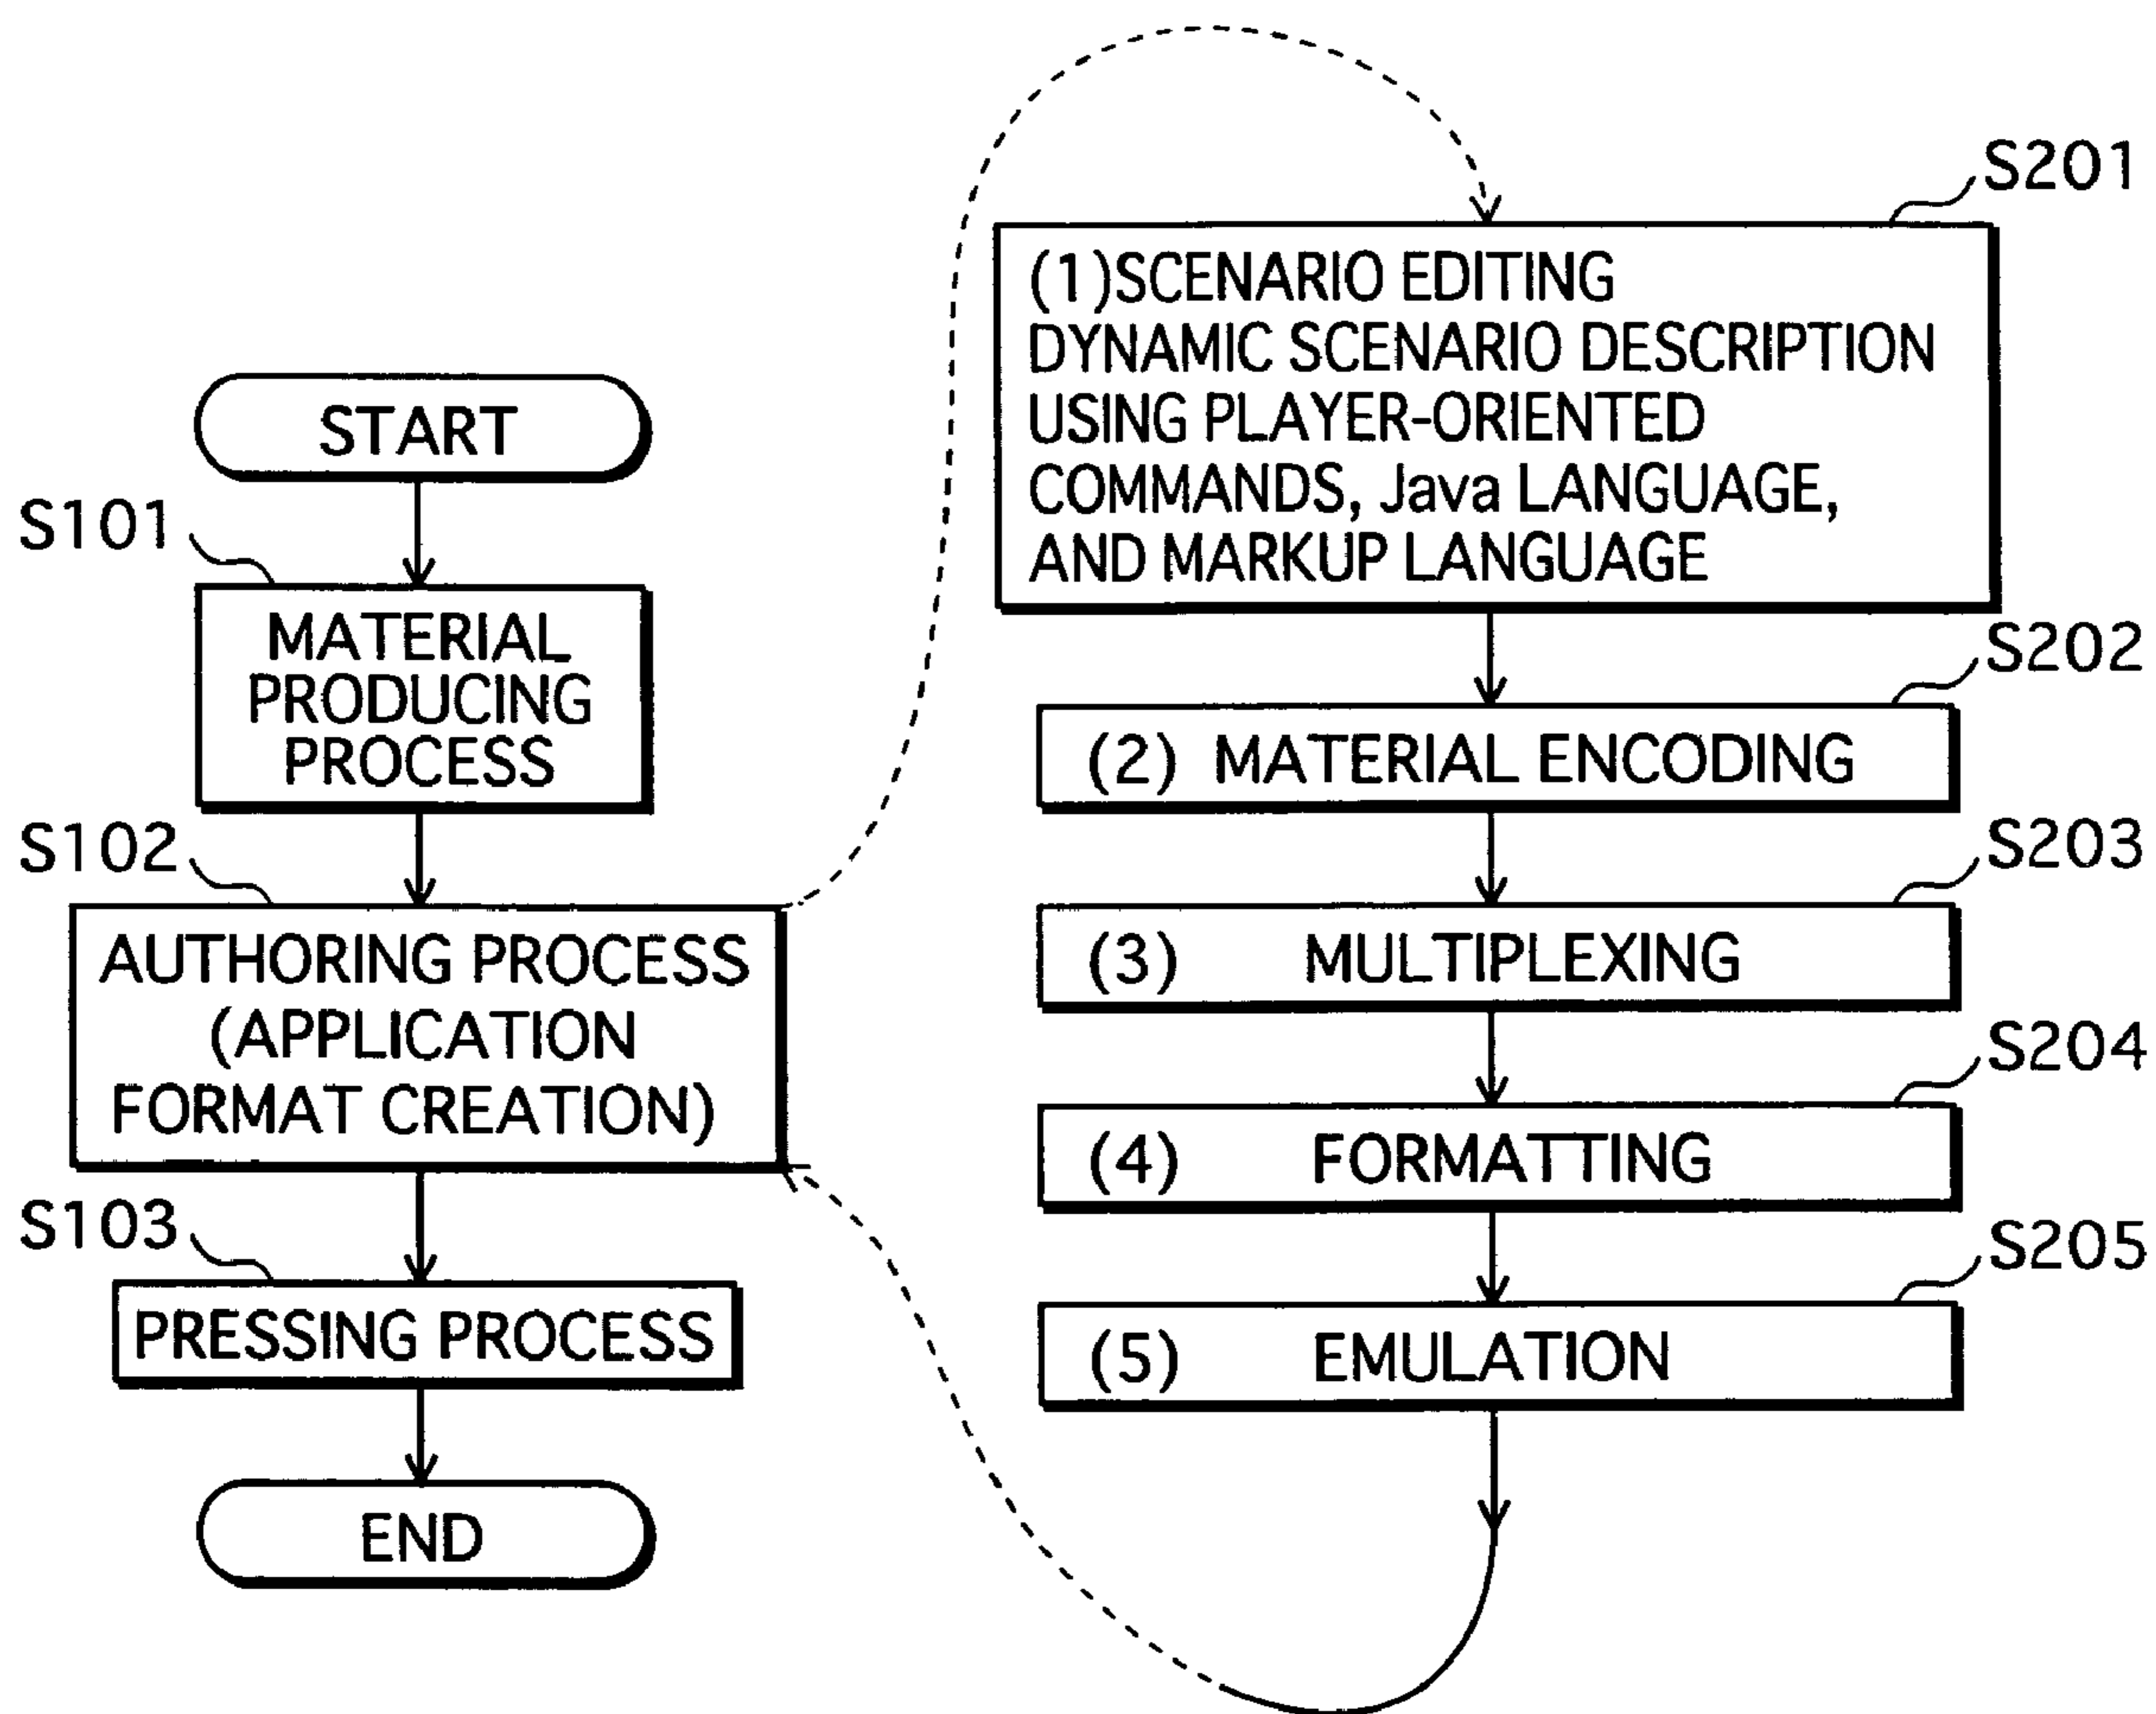 START
S101
MATERIAL
PRODUCING
PROCESS
S102
AUTHORING PROCESS
(APPLICATION
FORMAT CREATION)
S103
PRESSING PROCESS
END
S201
(1)SCENARIO EDITING
DYNAMIC SCENARIO DESCRIPTION
USING PLAYER-ORIENTED
COMMANDS, Java LANGUAGE,
AND MARKUP LANGUAGE
S202
(2) MATERIAL ENCODING
S203
(3) MULTIPLEXING
S204
(4) FORMATTING
S205
(5) EMULATION